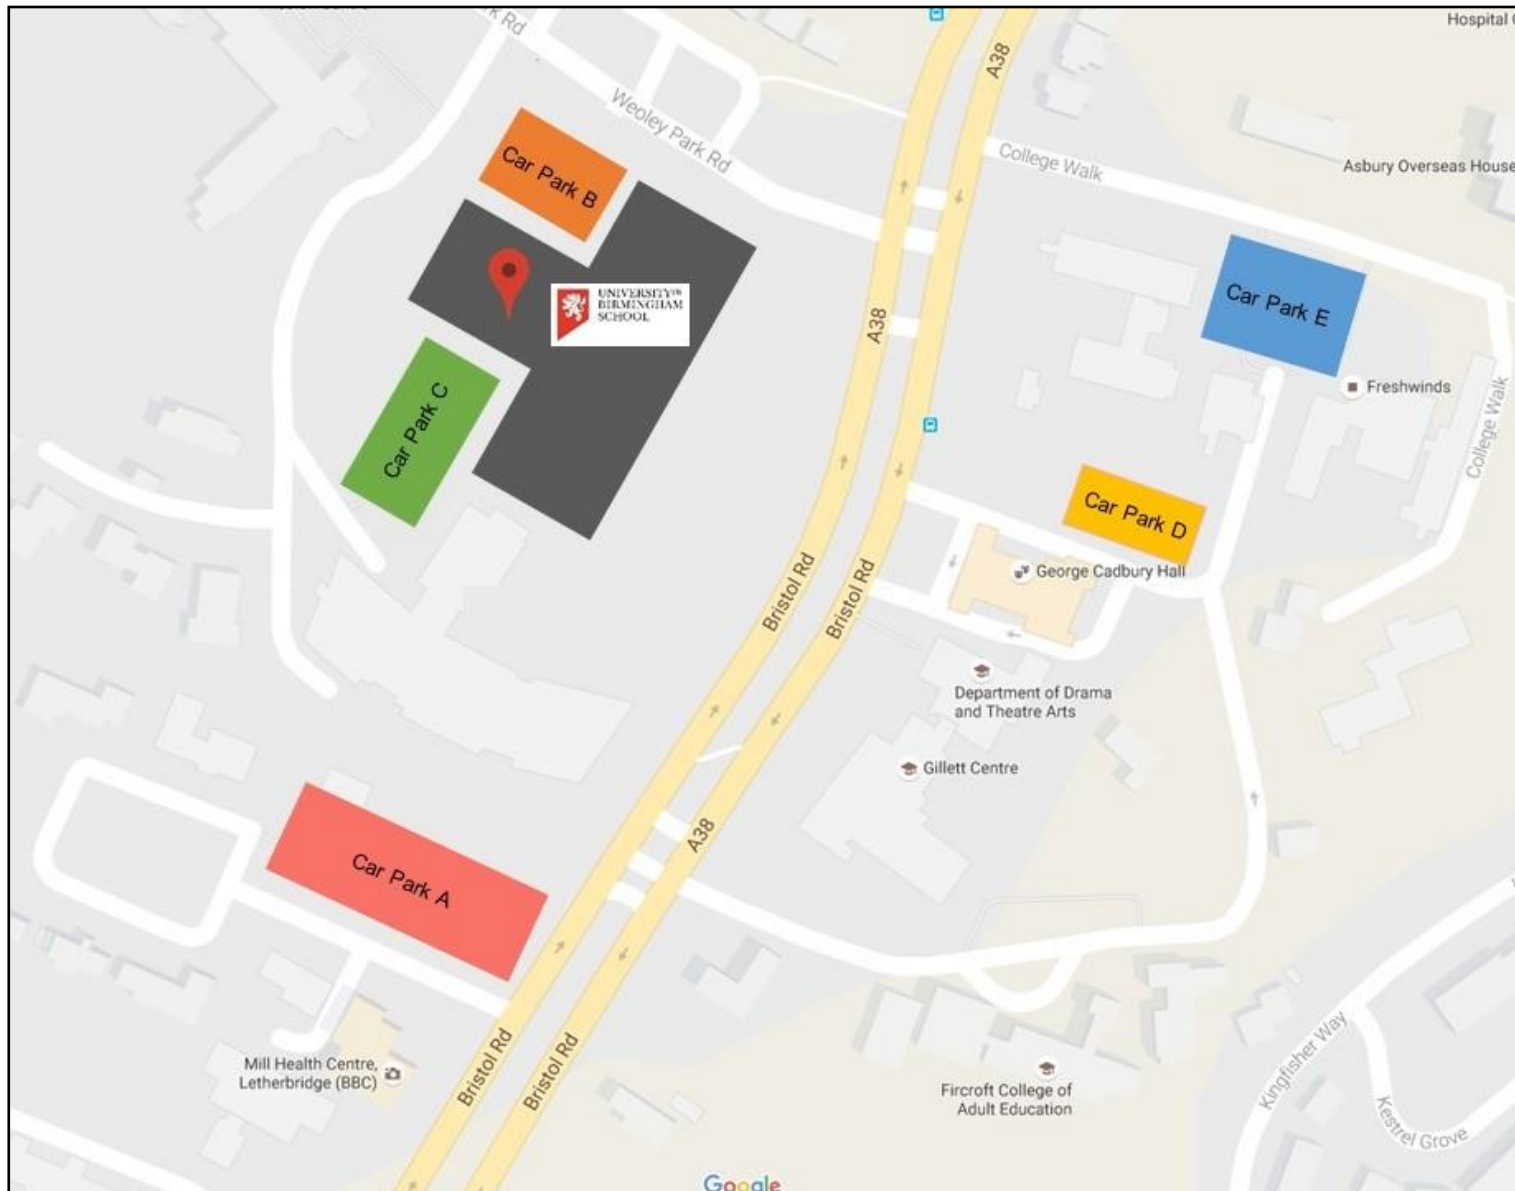 k Rd
Hospital
A38
Weoley Park Rd
College Walk
Asbury Overseas House
Car Park B
UNIVERSITY OF
BIRMINGHAM
SCHOOL
Car Park E
A38
Freshwinds
Car Park C
College Walk
Car Park D
George Cadbury Hall
Bristol Rd
Bristol Rd
Department of Drama
and Theatre Arts
Gillett Centre
A38
Car Park A
Mill Health Centre,
Letherbridge (BBC)
Bristol Rd
Bristol Rd
Fircroft College of
Adult Education
Kingfisher Way
Kestrel Grove
Google